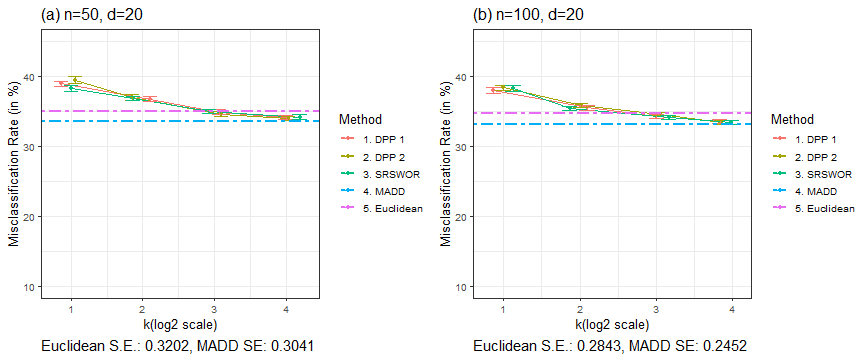 (a) n=50, d=20
Misclassification Rate (in %)
40
30
20
10
1 2 3 4
k(log2 scale)
Euclidean S.E.: 0.3202, MADD SE: 0.3041
Method
1. DPP 1
2. DPP 2
3. SRSWOR
4. MADD
5. Euclidean
(b) n=100, d=20
Misclassification Rate (in %)
40
30
20
10
1 2 3 4
k(log2 scale)
Euclidean S.E.: 0.2843, MADD SE: 0.2452
Method
1. DPP 1
2. DPP 2
3. SRSWOR
4. MADD
5. Euclidean